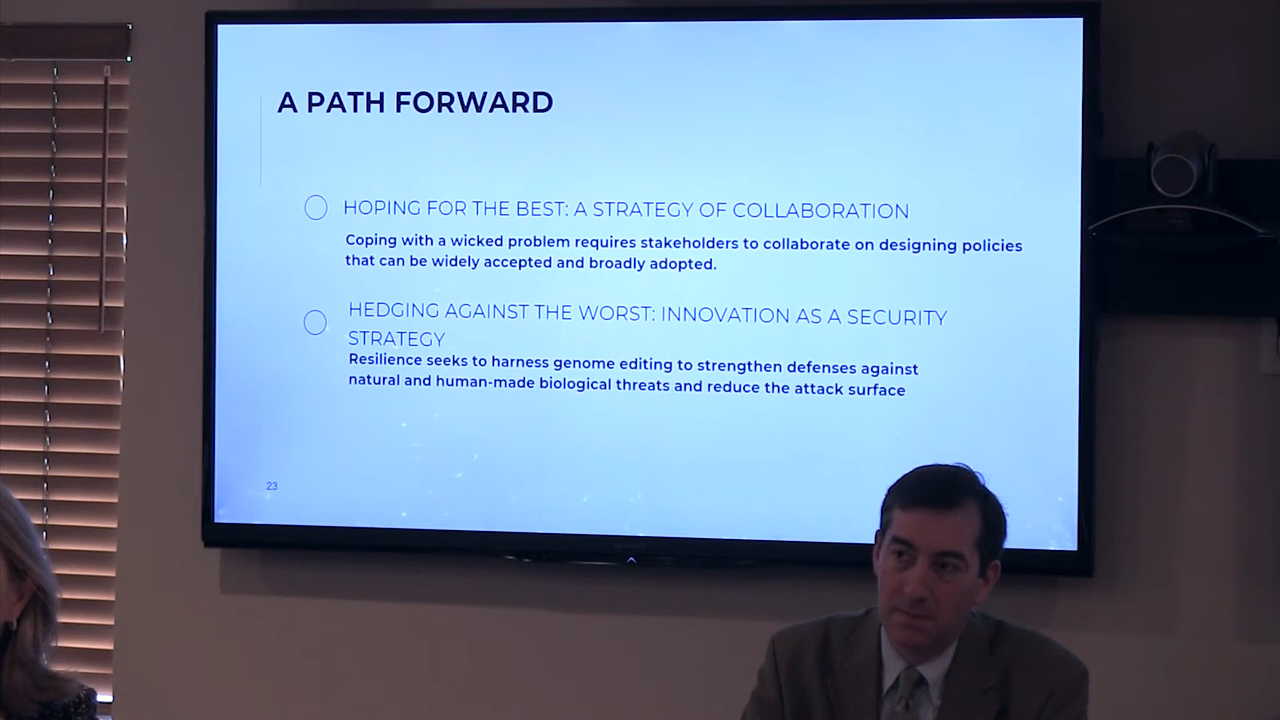 A PATH FORWARD
HOPING FOR THE BEST: A STRATEGY OF COLLABORATION
Coping with a wicked problem requires stakeholders to collaborate on designing policies
that can be widely accepted and broadly adopted.
HEDGING AGAINST THE WORST: INNOVATION AS A SECURITY
STRATEGY
Resilience seeks to harness genome editing to strengthen defenses against
natural and human-made biological threats and reduce the attack surface
23